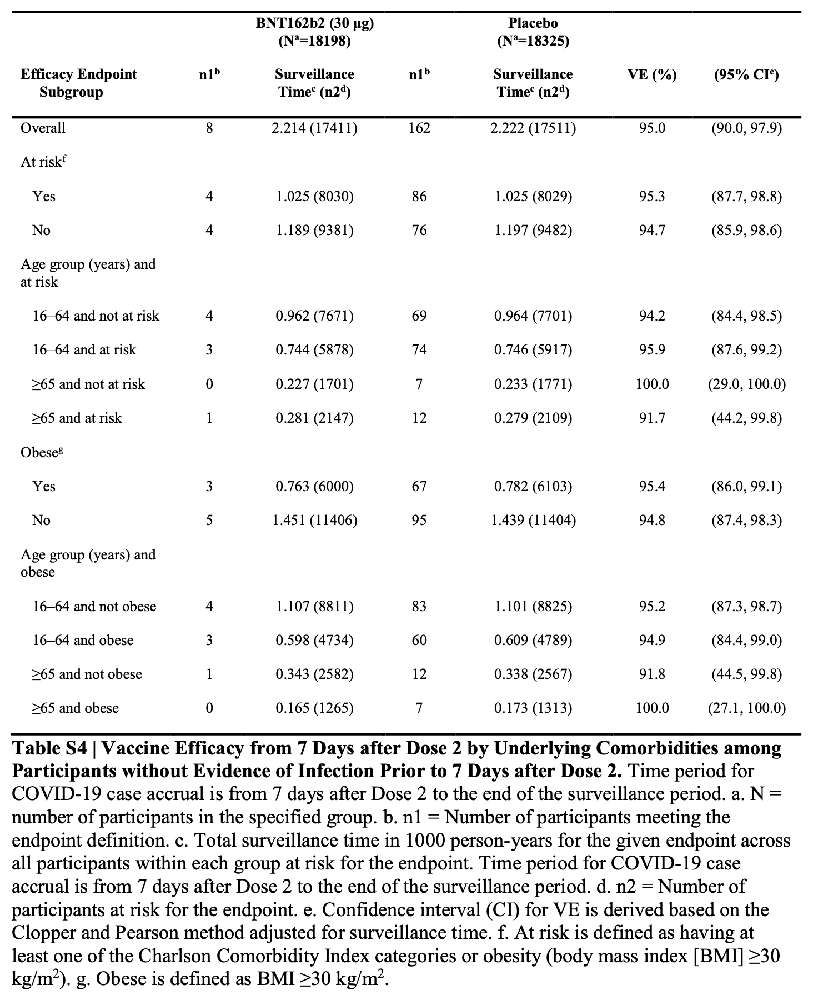 BNT162b2 (30 µg) Placebo
(Nᵃ=18198) (Nᵃ=18325)
Efficacy Endpoint n1ᵇ Surveillance n1ᵇ Surveillance VE (%) (95% CIᵉ)
Subgroup Timeᶜ (n2ᵈ) Timeᶜ (n2ᵈ)
Overall 8 2.214 (17411) 162 2.222 (17511) 95.0 (90.0, 97.9)
At riskᶠ
Yes 4 1.025 (8030) 86 1.025 (8029) 95.3 (87.7, 98.8)
No 4 1.189 (9381) 76 1.197 (9482) 94.7 (85.9, 98.6)
Age group (years) and
at risk
16–64 and not at risk 4 0.962 (7671) 69 0.964 (7701) 94.2 (84.4, 98.5)
16–64 and at risk 3 0.744 (5878) 74 0.746 (5917) 95.9 (87.6, 99.2)
≥65 and not at risk 0 0.227 (1701) 7 0.233 (1771) 100.0 (29.0, 100.0)
≥65 and at risk 1 0.281 (2147) 12 0.279 (2109) 91.7 (44.2, 99.8)
Obeseᵍ
Yes 3 0.763 (6000) 67 0.782 (6103) 95.4 (86.0, 99.1)
No 5 1.451 (11406) 95 1.439 (11404) 94.8 (87.4, 98.3)
Age group (years) and
obese
16–64 and not obese 4 1.107 (8811) 83 1.101 (8825) 95.2 (87.3, 98.7)
16–64 and obese 3 0.598 (4734) 60 0.609 (4789) 94.9 (84.4, 99.0)
≥65 and not obese 1 0.343 (2582) 12 0.338 (2567) 91.8 (44.5, 99.8)
≥65 and obese 0 0.165 (1265) 7 0.173 (1313) 100.0 (27.1, 100.0)
Table S4 | Vaccine Efficacy from 7 Days after Dose 2 by Underlying Comorbidities among
Participants without Evidence of Infection Prior to 7 Days after Dose 2. Time period for
COVID-19 case accrual is from 7 days after Dose 2 to the end of the surveillance period. a. N =
number of participants in the specified group. b. n1 = Number of participants meeting the
endpoint definition. c. Total surveillance time in 1000 person-years for the given endpoint across
all participants within each group at risk for the endpoint. Time period for COVID-19 case
accrual is from 7 days after Dose 2 to the end of the surveillance period. d. n2 = Number of
participants at risk for the endpoint. e. Confidence interval (CI) for VE is derived based on the
Clopper and Pearson method adjusted for surveillance time. f. At risk is defined as having at
least one of the Charlson Comorbidity Index categories or obesity (body mass index [BMI] ≥30
kg/m²). g. Obese is defined as BMI ≥30 kg/m².